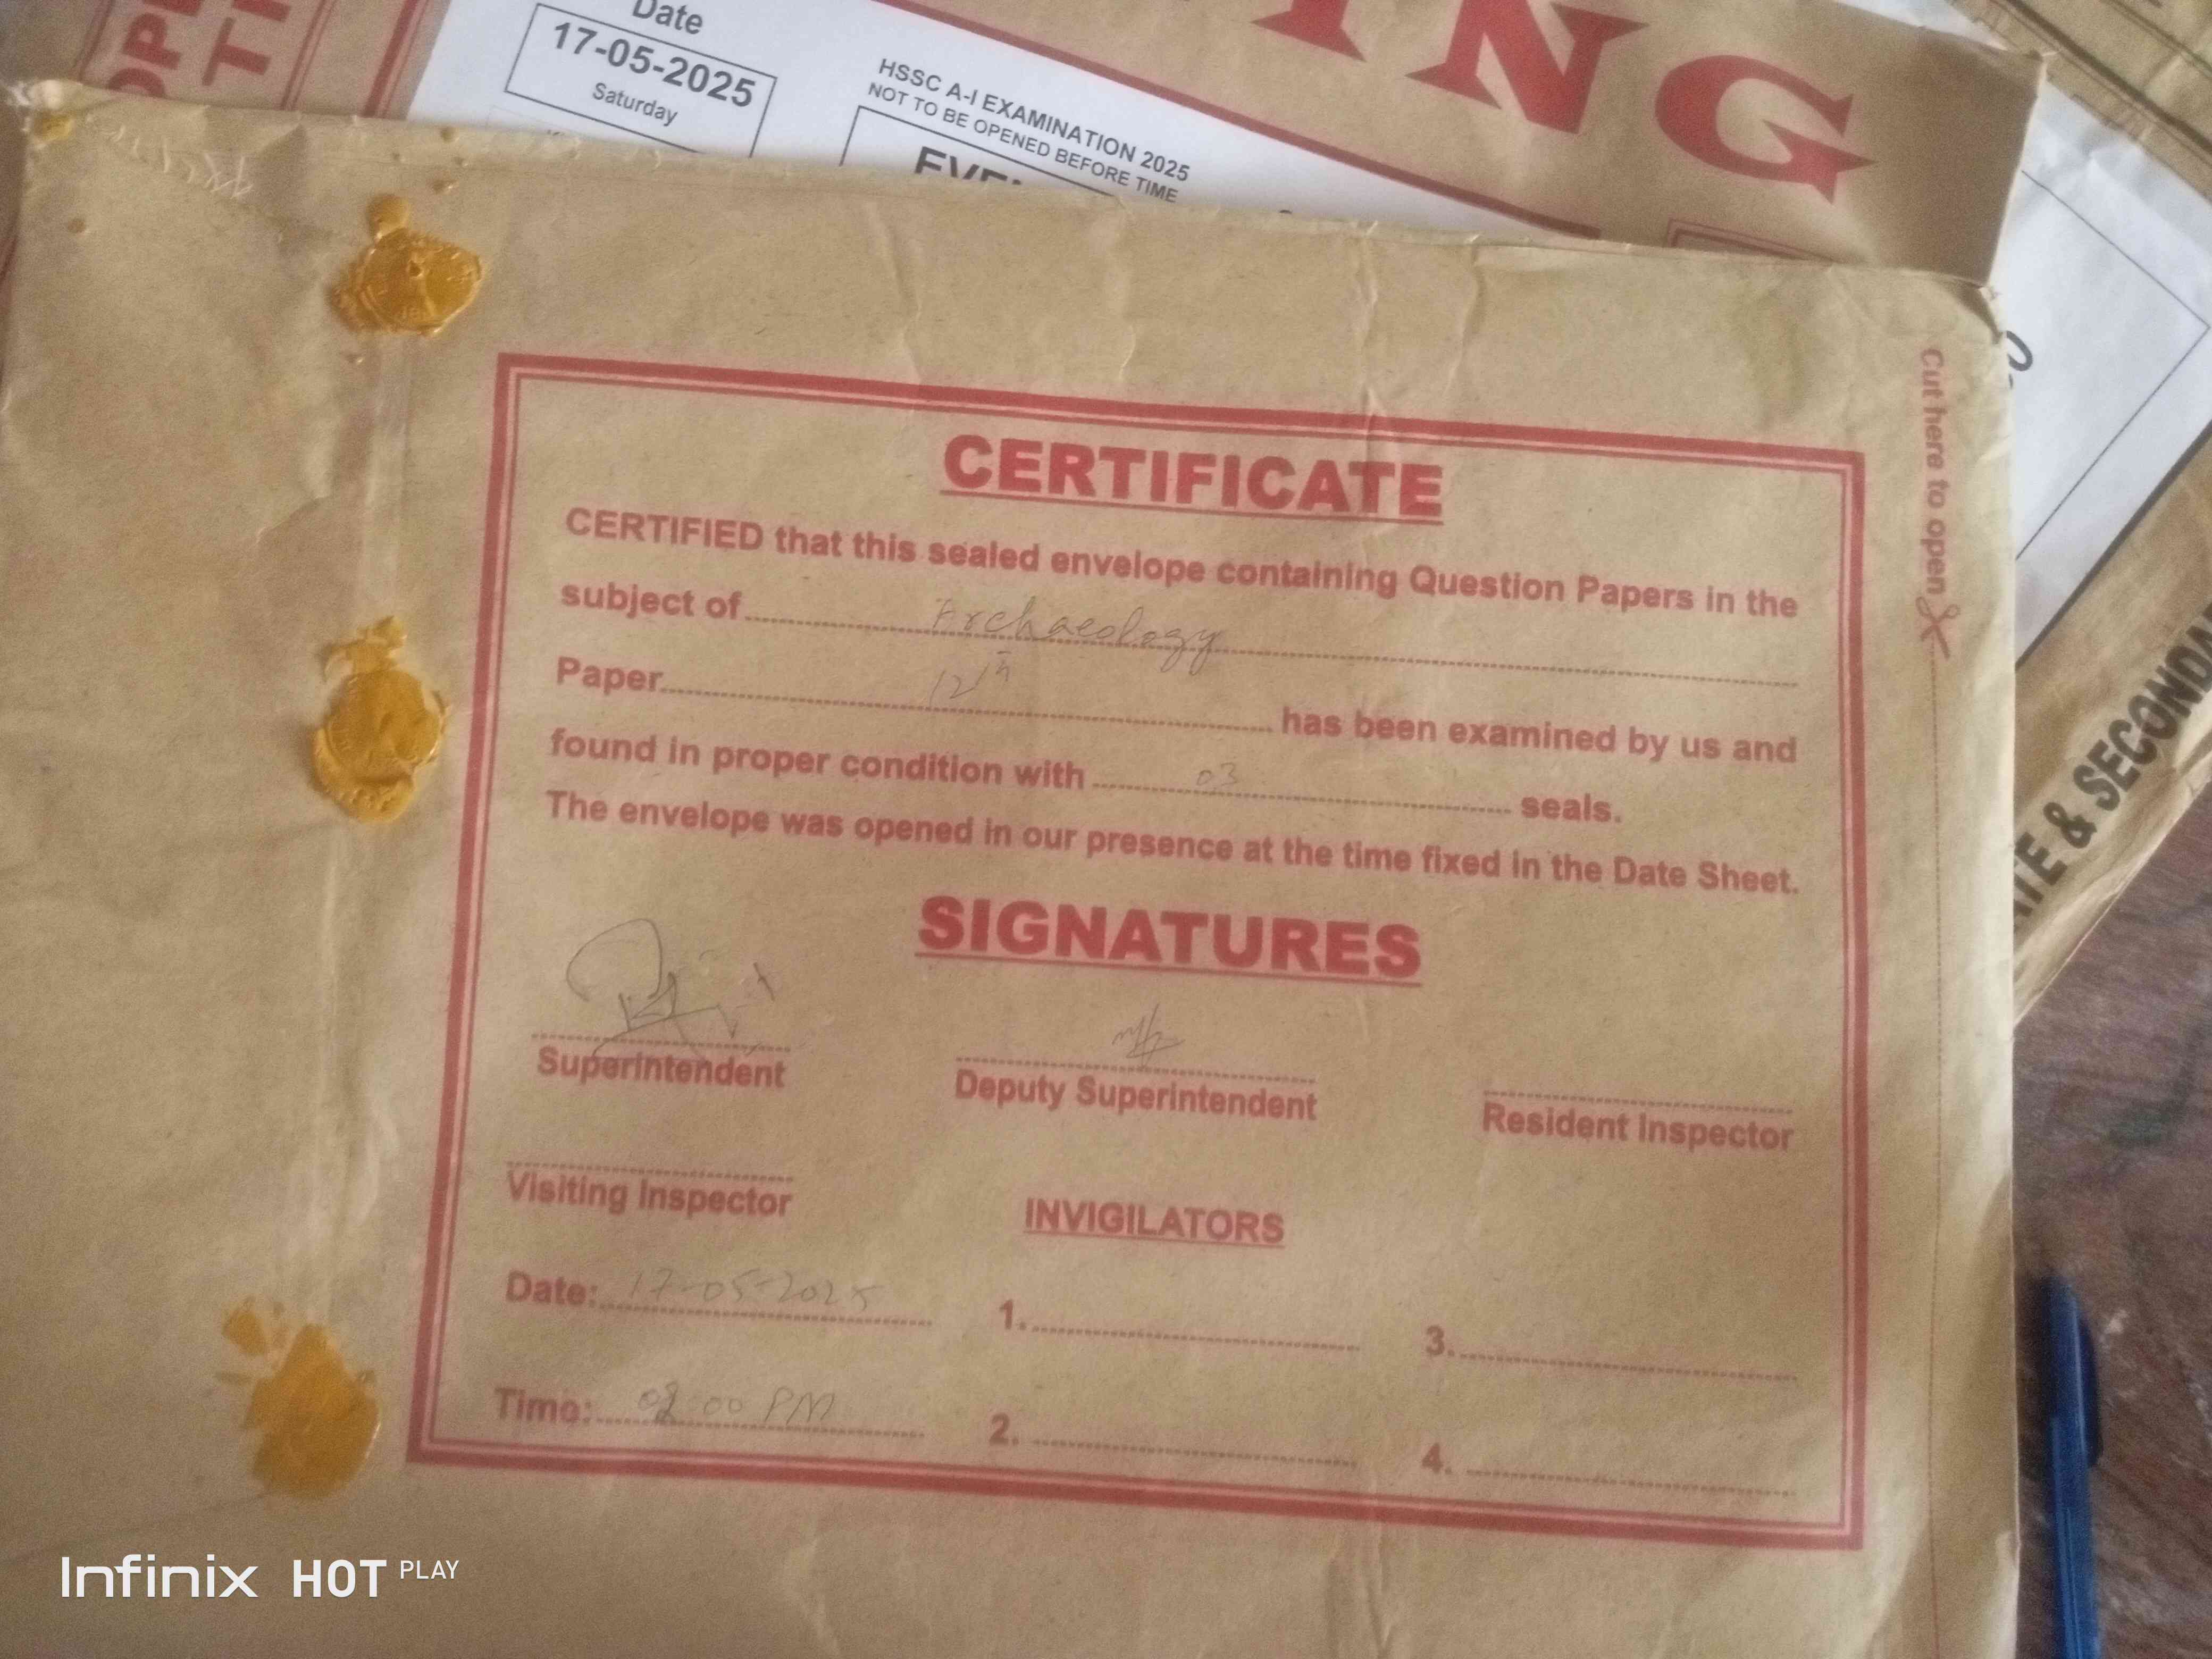 OPE
TI
ING
Date
17-05-2025
Saturday
HSSC A-I EXAMINATION 2025
NOT TO BE OPENED BEFORE TIME
Cut here to open
CERTIFICATE
CERTIFIED that this sealed envelope containing Question Papers in the
subject of Archaeology
Paper 12th has been examined by us and
found in proper condition with 03 seals.
The envelope was opened in our presence at the time fixed in the Date Sheet.
SIGNATURES
Superintendent
Deputy Superintendent
Resident Inspector
Visiting Inspector
INVIGILATORS
Date: 17-05-2025
1.
3.
Time: 02:00 PM
2.
4.
ATE & SECONDA
Infinix HOT PLAY